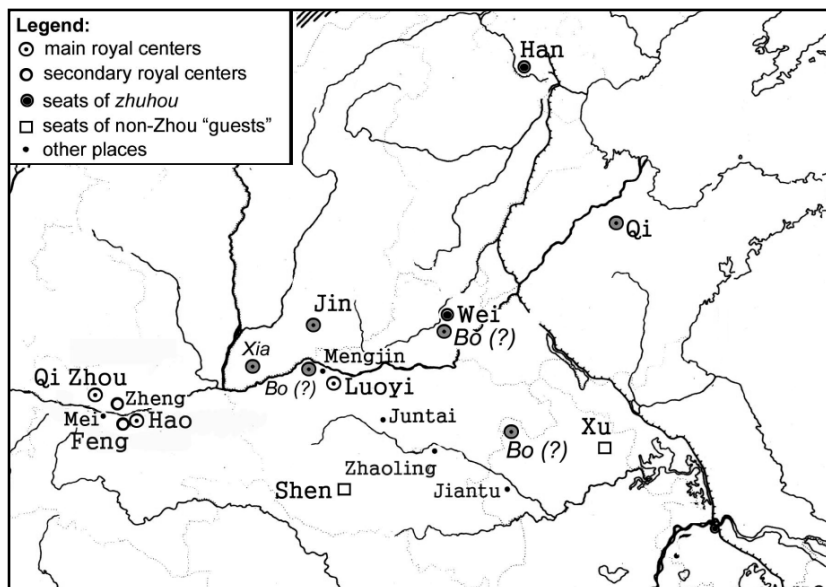 Legend:
main royal centers
secondary royal centers
seats of zhuhou
seats of non-Zhou "guests"
other places
Han
Qi
Jin
Wei
Bo (?)
Xia
Mengjin
Bo (?)
Luoyi
Qi Zhou
Zheng
Mei
Hao
Feng
Juntai
Xu
Bo (?)
Zhaoling
Shen
Jiantu